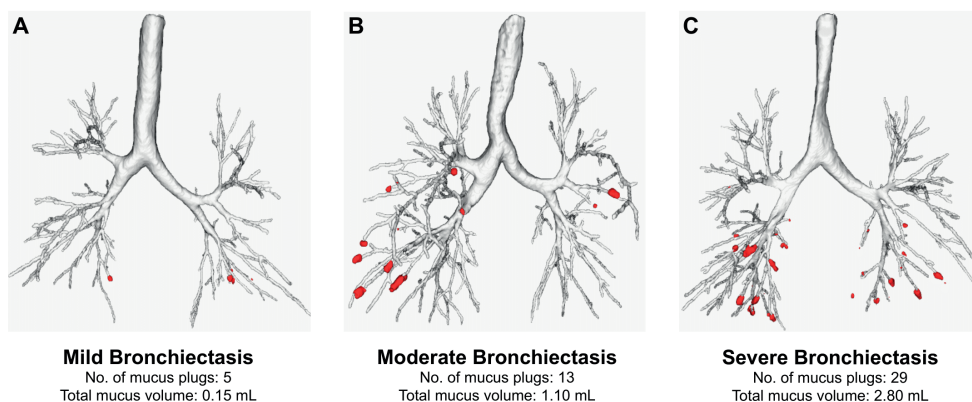 A
B
C
Mild Bronchiectasis
No. of mucus plugs: 5
Total mucus volume: 0.15 mL
Moderate Bronchiectasis
No. of mucus plugs: 13
Total mucus volume: 1.10 mL
Severe Bronchiectasis
No. of mucus plugs: 29
Total mucus volume: 2.80 mL